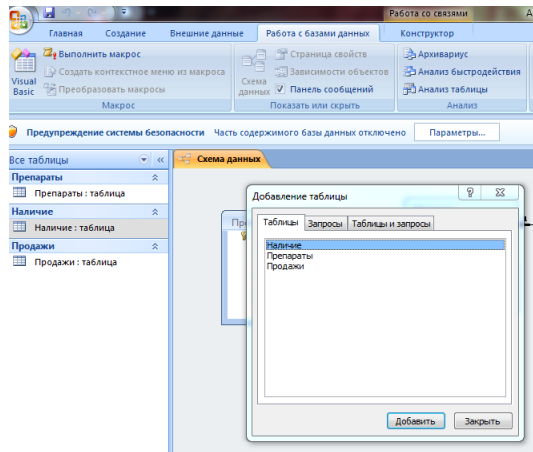 Работа со связями
Главная Создание Внешние данные Работа с базами данных Конструктор
Visual Basic
Выполнить макрос
Создать контекстное меню из макроса
Преобразовать макросы
Макрос
Схема данных
Страница свойств
Зависимости объектов
Панель сообщений
Показать или скрыть
Архивариус
Анализ быстродействия
Анализ таблицы
Анализ
Предупреждение системы безопасности Часть содержимого базы данных отключено Параметры...
Все таблицы
Препараты
Препараты : таблица
Наличие
Наличие : таблица
Продажи
Продажи : таблица
Схема данных
Добавление таблицы
Таблицы Запросы Таблицы и запросы
Наличие
Препараты
Продажи
Добавить Закрыть